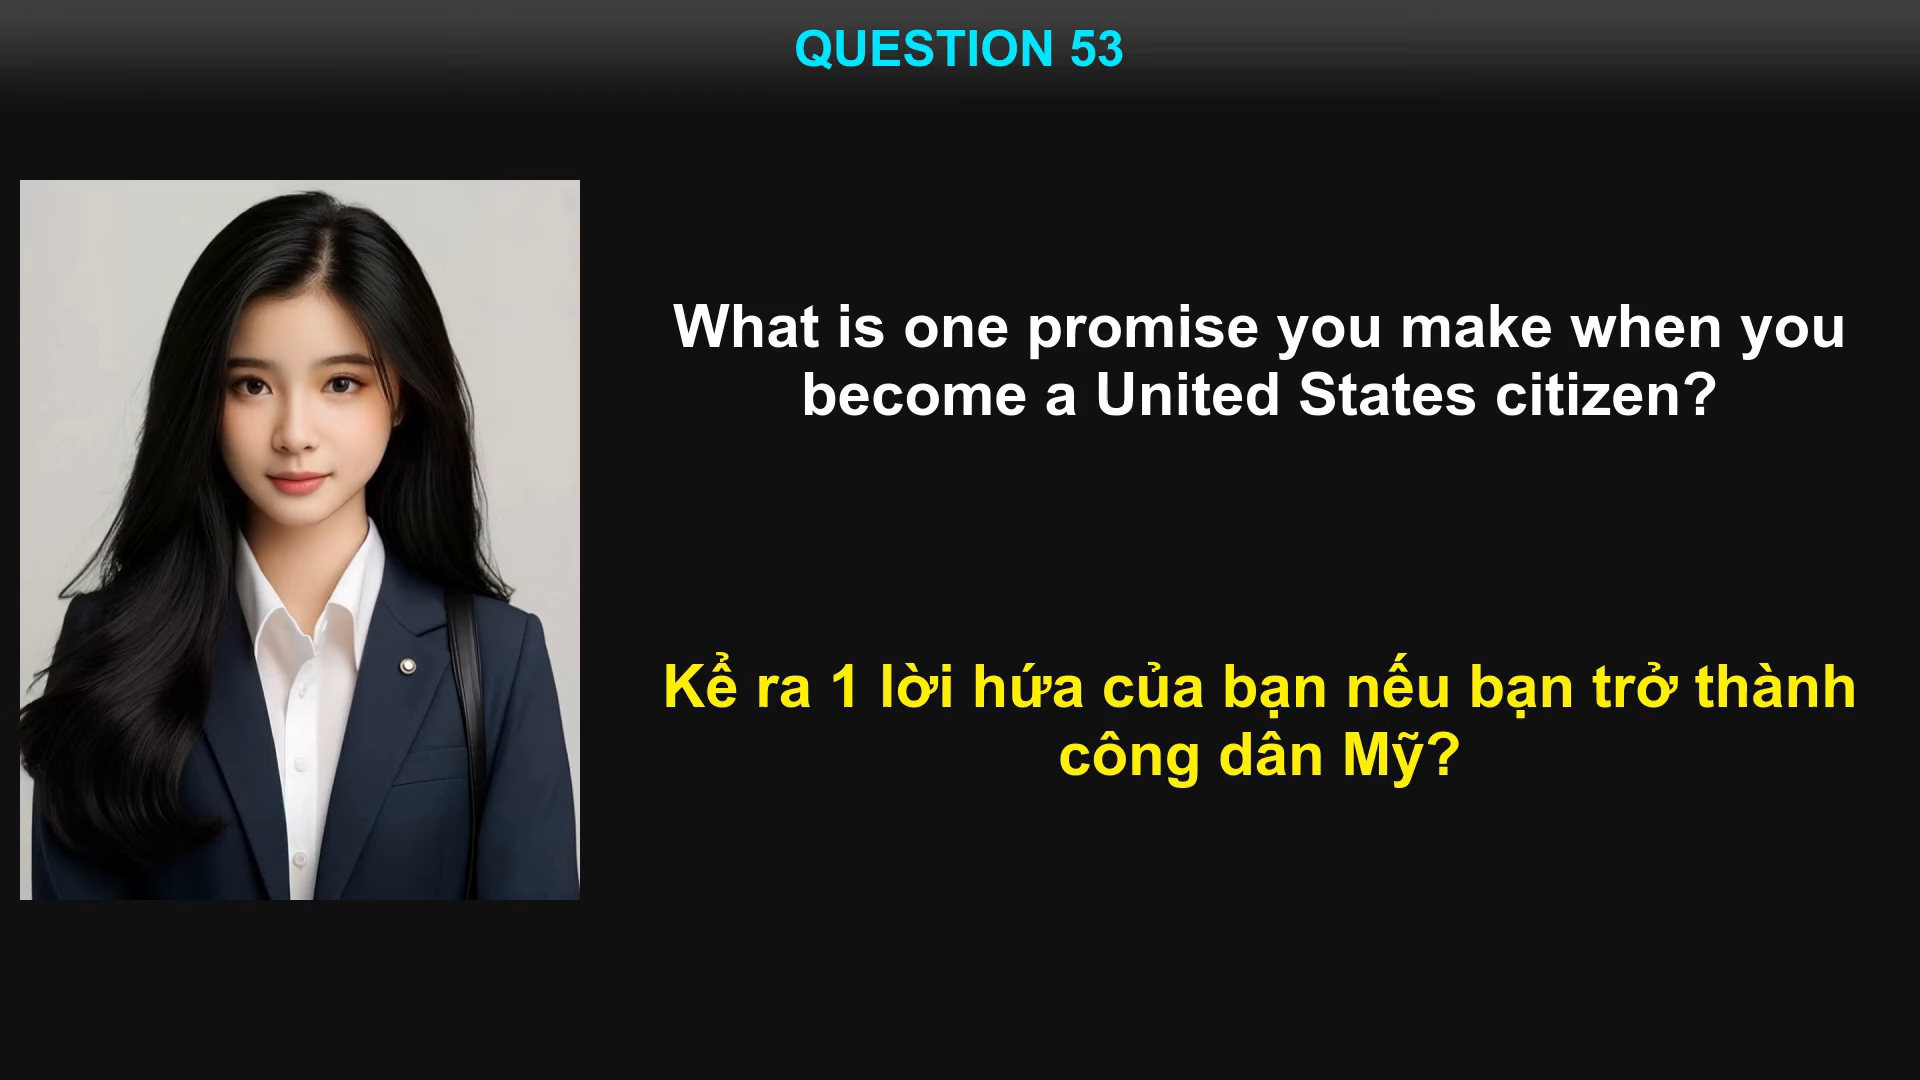 QUESTION 53
What is one promise you make when you
become a United States citizen?
Kể ra 1 lời hứa của bạn nếu bạn trở thành
công dân Mỹ?